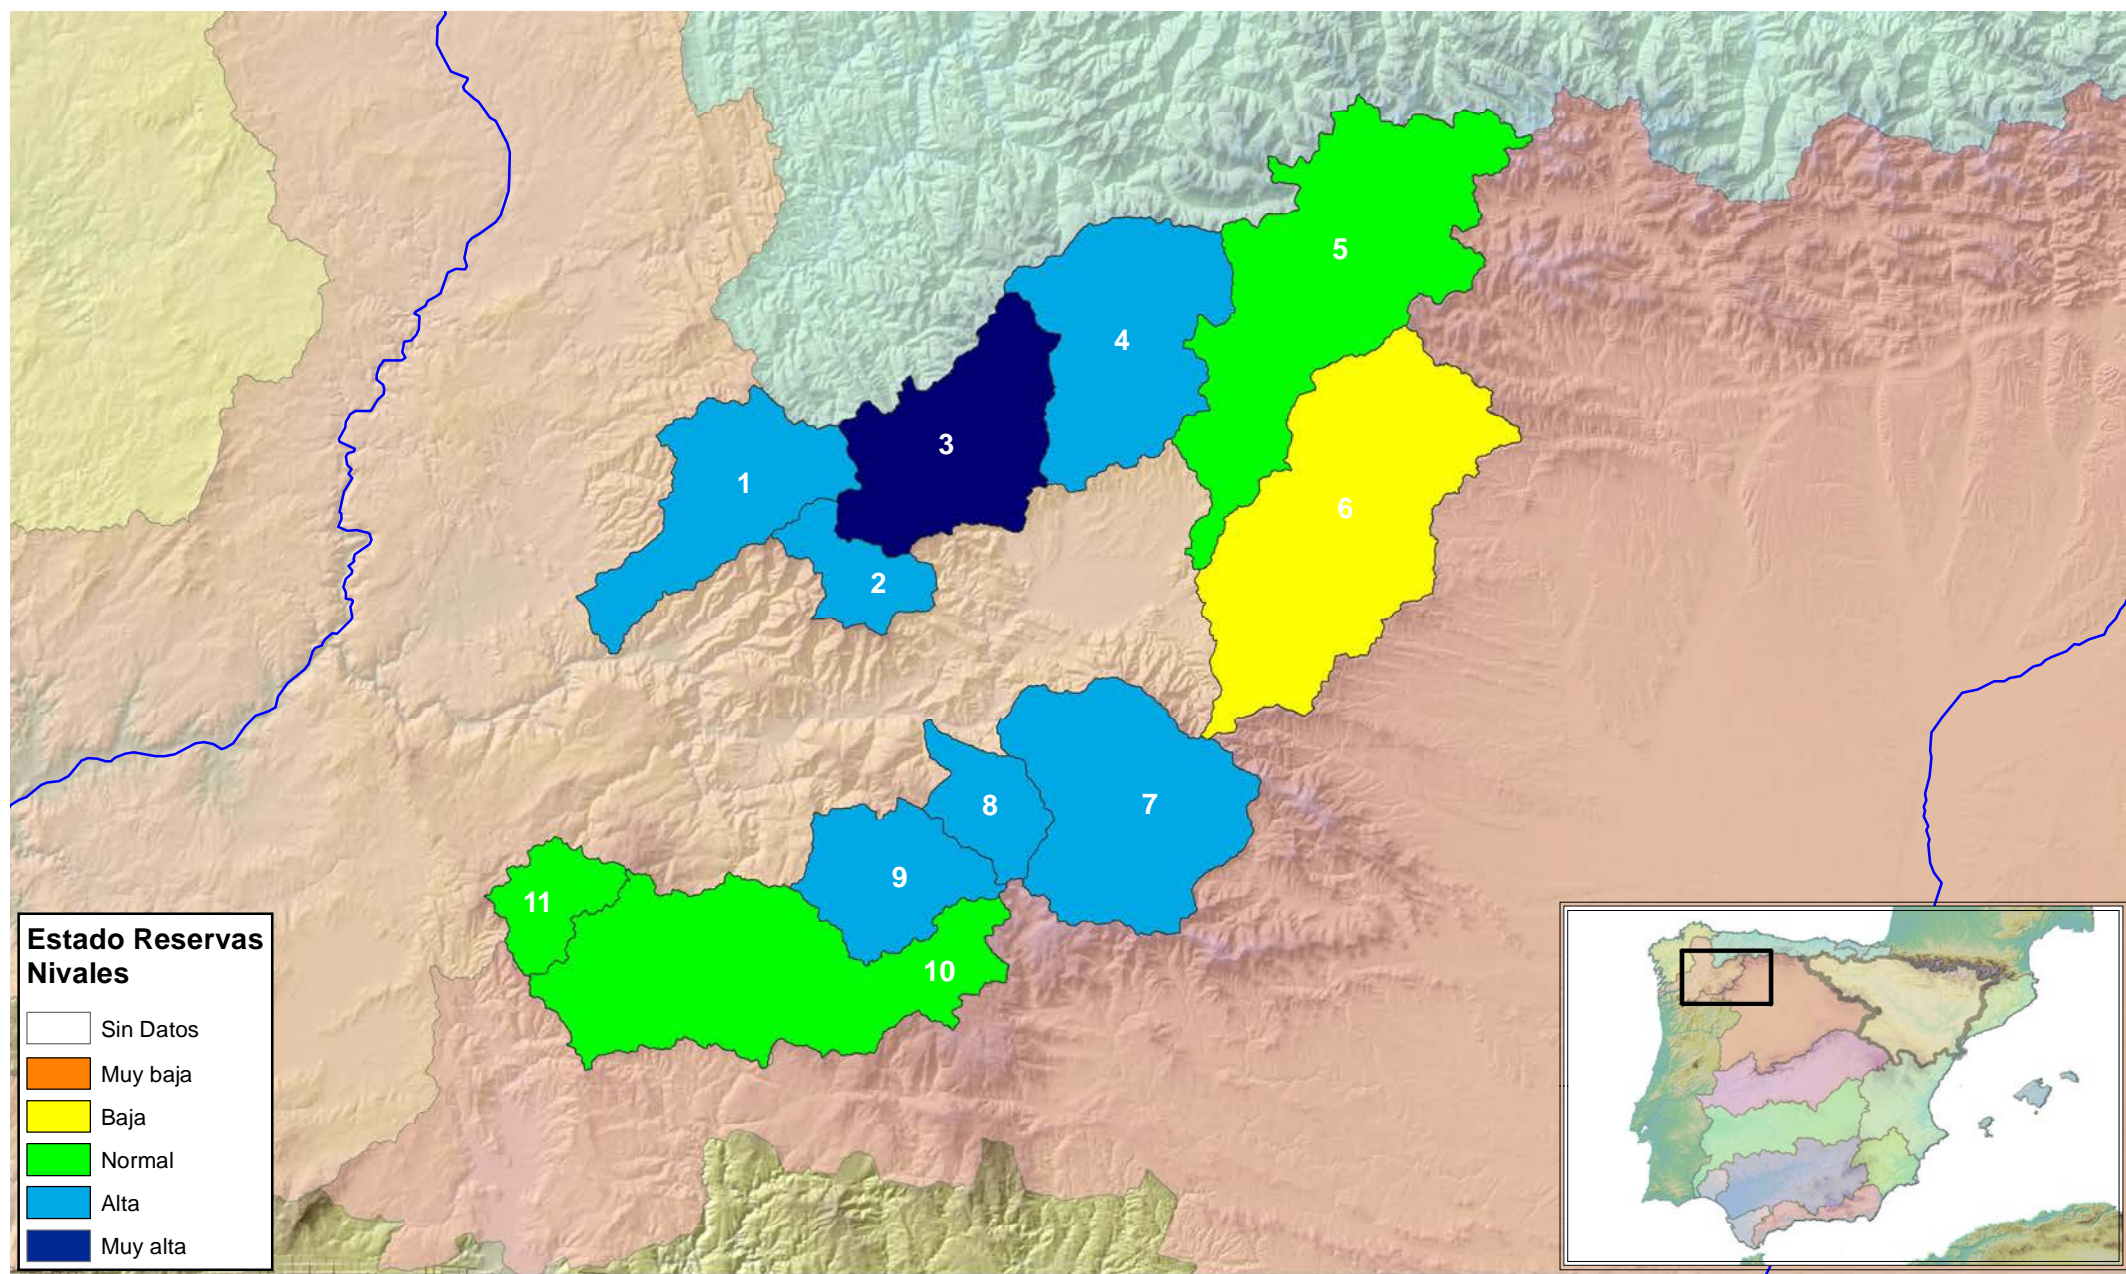 5
4
3
1
6
2
8
7
9
11
10
Estado Reservas
Nivales
Sin Datos
Muy baja
Baja
Normal
Alta
Muy alta